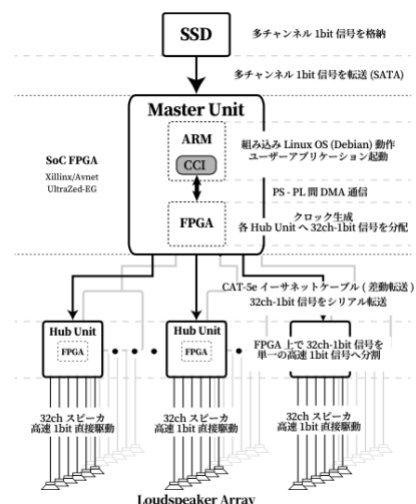 SSD
多チャンネル 1bit 信号を格納
多チャンネル 1bit 信号を転送 (SATA)
Master Unit
ARM
CCI
組み込み Linux OS (Debian) 動作
ユーザーアプリケーション起動
SoC FPGA
Xillinx/Avnet
UltraZed-EG
PS - PL 間 DMA 通信
FPGA
クロック生成
各 Hub Unit へ 32ch-1bit 信号を分配
CAT-5e イーサネットケーブル ( 差動転送 )
32ch-1bit 信号をシリアル転送
Hub Unit
FPGA
Hub Unit
FPGA
FPGA 上で 32ch-1bit 信号を
単一の高速 1bit 信号へ分割
32ch スピーカ
高速 1bit 直接駆動
32ch スピーカ
高速 1bit 直接駆動
32ch スピーカ
高速 1bit 直接駆動
Loudspeaker Array